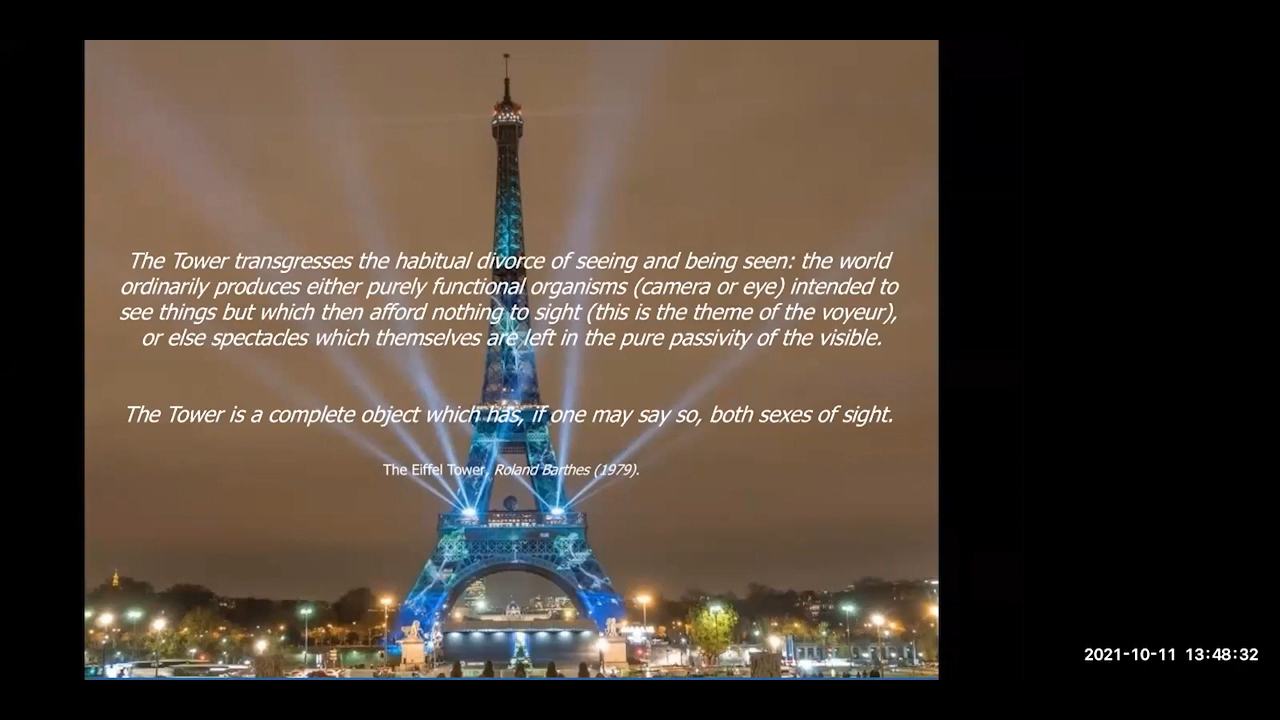 The Tower transgresses the habitual divorce of seeing and being seen: the world
ordinarily produces either purely functional organisms (camera or eye) intended to
see things but which then afford nothing to sight (this is the theme of the voyeur),
or else spectacles which themselves are left in the pure passivity of the visible.
The Tower is a complete object which has, if one may say so, both sexes of sight.
The Eiffel Tower, Roland Barthes (1979).
2021-10-11 13:48:32